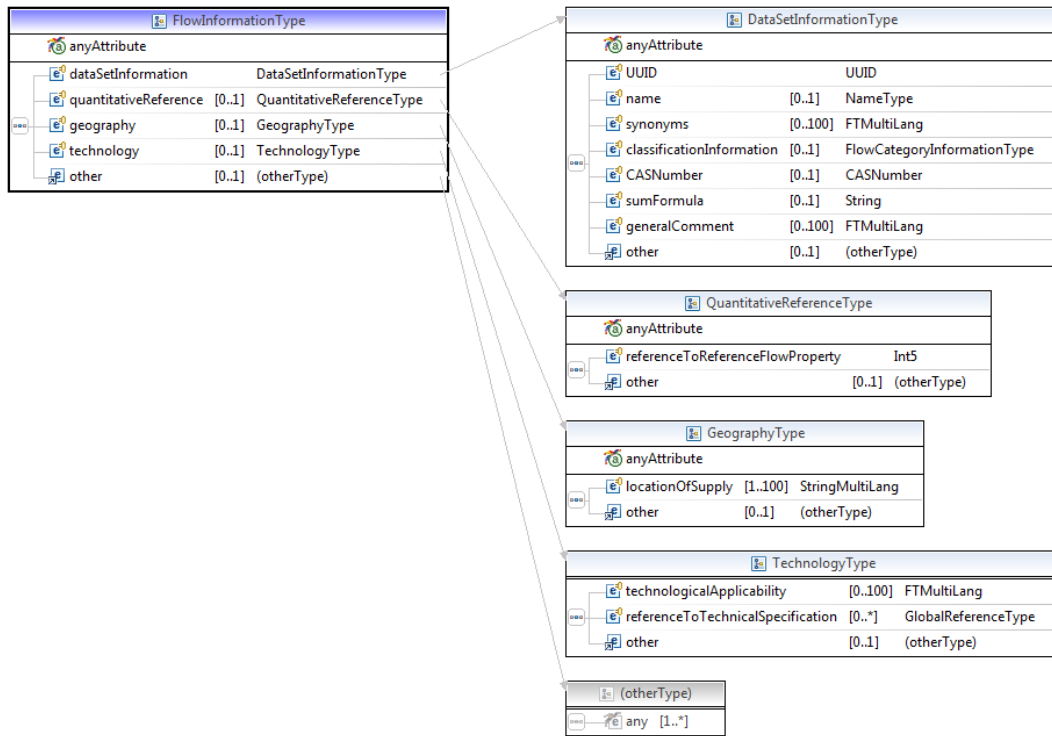 FlowInformationType
anyAttribute
dataSetInformation DataSetInformationType
quantitativeReference [0..1] QuantitativeReferenceType
geography [0..1] GeographyType
technology [0..1] TechnologyType
other [0..1] (otherType)
DataSetInformationType
anyAttribute
UUID UUID
name [0..1] NameType
synonyms [0..100] FTMultiLang
classificationInformation [0..1] FlowCategoryInformationType
CASNumber [0..1] CASNumber
sumFormula [0..1] String
generalComment [0..100] FTMultiLang
other [0..1] (otherType)
QuantitativeReferenceType
anyAttribute
referenceToReferenceFlowProperty Int5
other [0..1] (otherType)
GeographyType
anyAttribute
locationOfSupply [1..100] StringMultiLang
other [0..1] (otherType)
TechnologyType
technologicalApplicability [0..100] FTMultiLang
referenceToTechnicalSpecification [0..*] GlobalReferenceType
other [0..1] (otherType)
(otherType)
any [1..*]